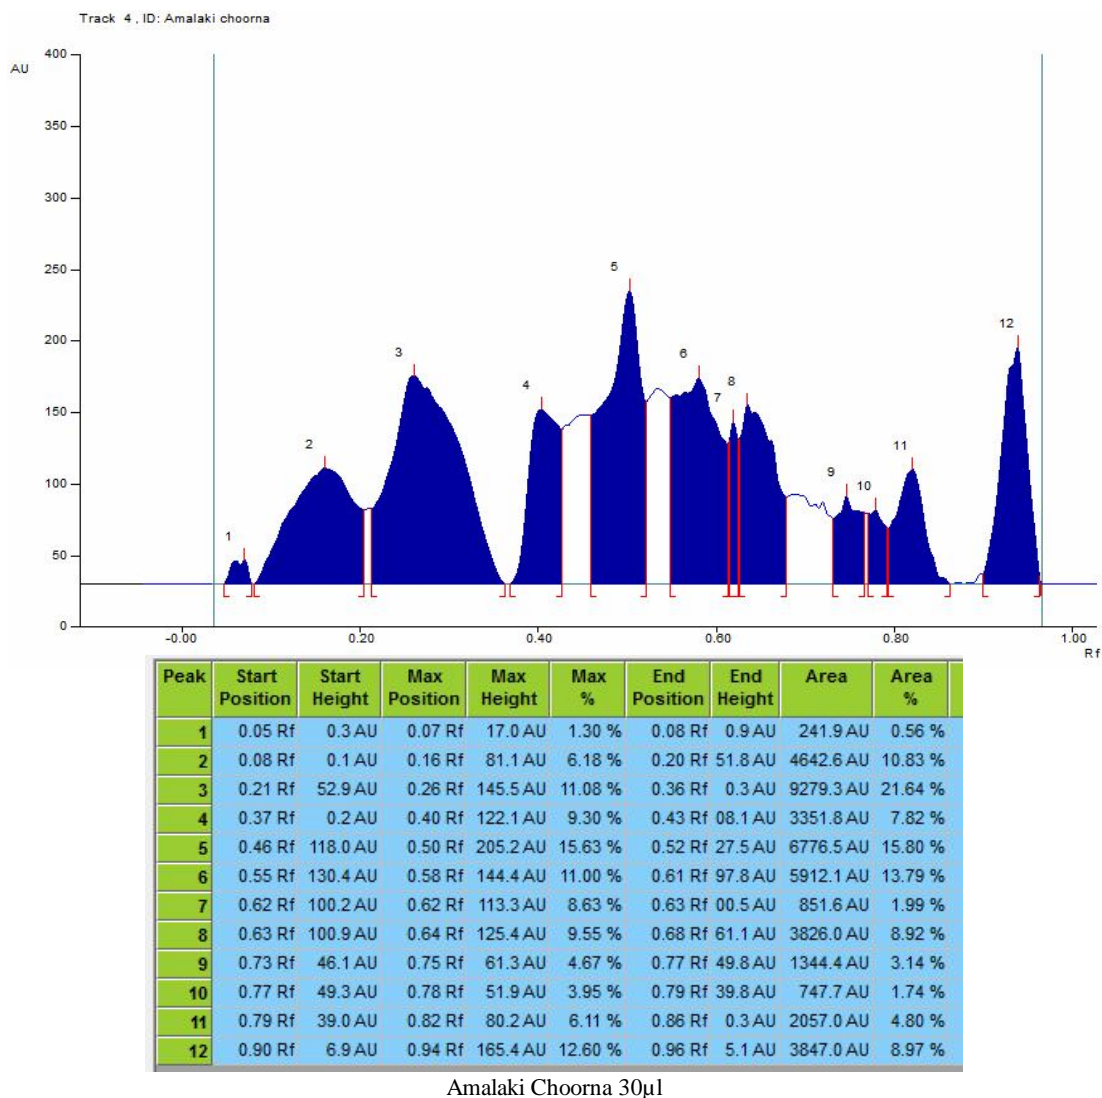 Track 4 , ID: Amalaki choorna
AU
400
350
300
250
200
150
100
50
0
1
2
3
4
5
6
7
8
9
10
11
12
-0.00 0.20 0.40 0.60 0.80 1.00
Rf
Peak Start Position Start Height Max Position Max Height Max % End Position End Height Area Area %
1 0.05 Rf 0.3 AU 0.07 Rf 17.0 AU 1.30 % 0.08 Rf 0.9 AU 241.9 AU 0.56 %
2 0.08 Rf 0.1 AU 0.16 Rf 81.1 AU 6.18 % 0.20 Rf 51.8 AU 4642.6 AU 10.83 %
3 0.21 Rf 52.9 AU 0.26 Rf 145.5 AU 11.08 % 0.36 Rf 0.3 AU 9279.3 AU 21.64 %
4 0.37 Rf 0.2 AU 0.40 Rf 122.1 AU 9.30 % 0.43 Rf 08.1 AU 3351.8 AU 7.82 %
5 0.46 Rf 118.0 AU 0.50 Rf 205.2 AU 15.63 % 0.52 Rf 27.5 AU 6776.5 AU 15.80 %
6 0.55 Rf 130.4 AU 0.58 Rf 144.4 AU 11.00 % 0.61 Rf 97.8 AU 5912.1 AU 13.79 %
7 0.62 Rf 100.2 AU 0.62 Rf 113.3 AU 8.63 % 0.63 Rf 00.5 AU 851.6 AU 1.99 %
8 0.63 Rf 100.9 AU 0.64 Rf 125.4 AU 9.55 % 0.68 Rf 61.1 AU 3826.0 AU 8.92 %
9 0.73 Rf 46.1 AU 0.75 Rf 61.3 AU 4.67 % 0.77 Rf 49.8 AU 1344.4 AU 3.14 %
10 0.77 Rf 49.3 AU 0.78 Rf 51.9 AU 3.95 % 0.79 Rf 39.8 AU 747.7 AU 1.74 %
11 0.79 Rf 39.0 AU 0.82 Rf 80.2 AU 6.11 % 0.86 Rf 0.3 AU 2057.0 AU 4.80 %
12 0.90 Rf 6.9 AU 0.94 Rf 165.4 AU 12.60 % 0.96 Rf 5.1 AU 3847.0 AU 8.97 %
Amalaki Choorna 30µl